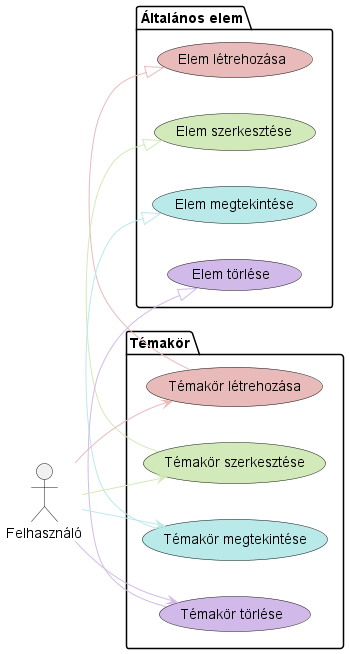 Általános elem
Elem létrehozása
Elem szerkesztése
Elem megtekintése
Elem törlése
Témakör
Témakör létrehozása
Témakör szerkesztése
Témakör megtekintése
Témakör törlése
Felhasználó